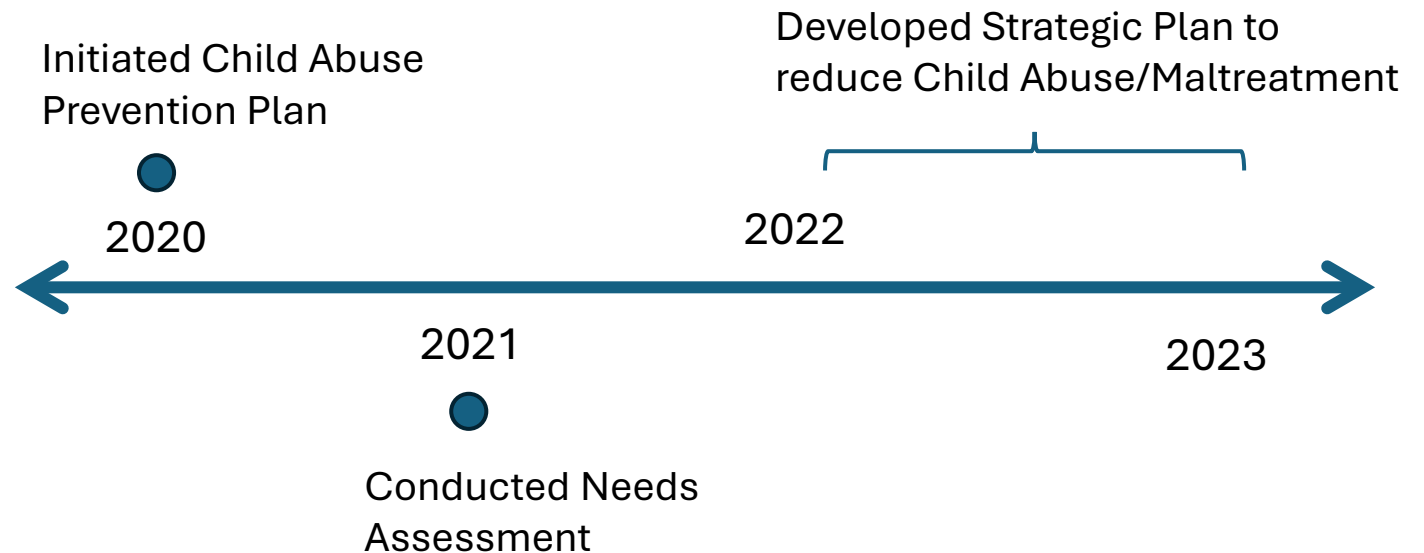 Initiated Child Abuse
Prevention Plan
2020
2021
Conducted Needs
Assessment
2022
Developed Strategic Plan to
reduce Child Abuse/Maltreatment
2023